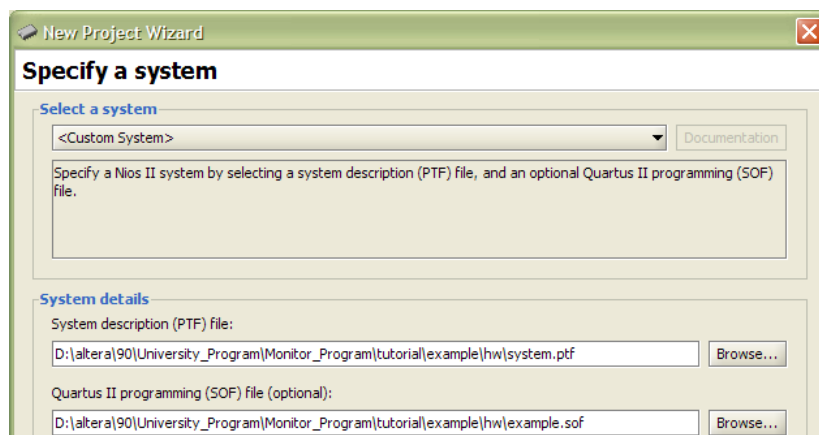 New Project Wizard
Specify a system
Select a system
<Custom System>
Documentation
Specify a Nios II system by selecting a system description (PTF) file, and an optional Quartus II programming (SOF)
file.
System details
System description (PTF) file:
D:\altera\90\University_Program\Monitor_Program\tutorial\example\hw\system.ptf
Browse...
Quartus II programming (SOF) file (optional):
D:\altera\90\University_Program\Monitor_Program\tutorial\example\hw\example.sof
Browse...